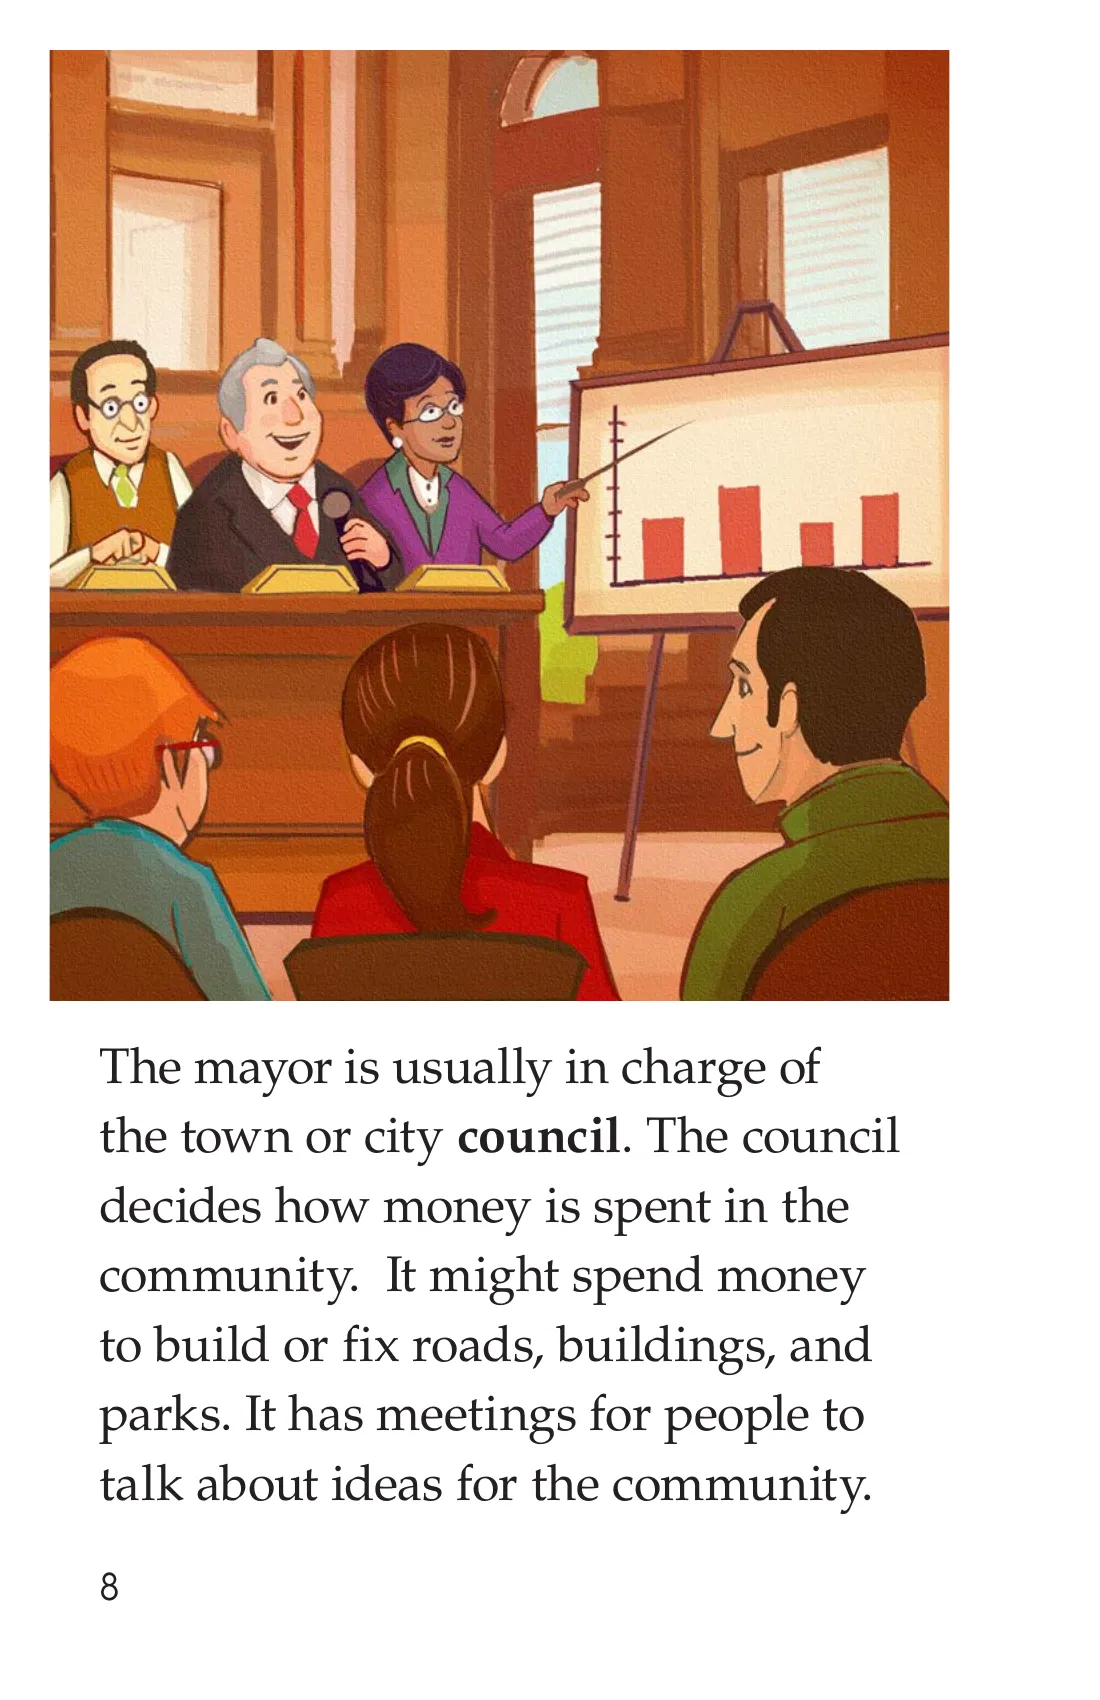 The mayor is usually in charge of
the town or city council. The council
decides how money is spent in the
community.  It might spend money
to build or fix roads, buildings, and
parks. It has meetings for people to
talk about ideas for the community.
8